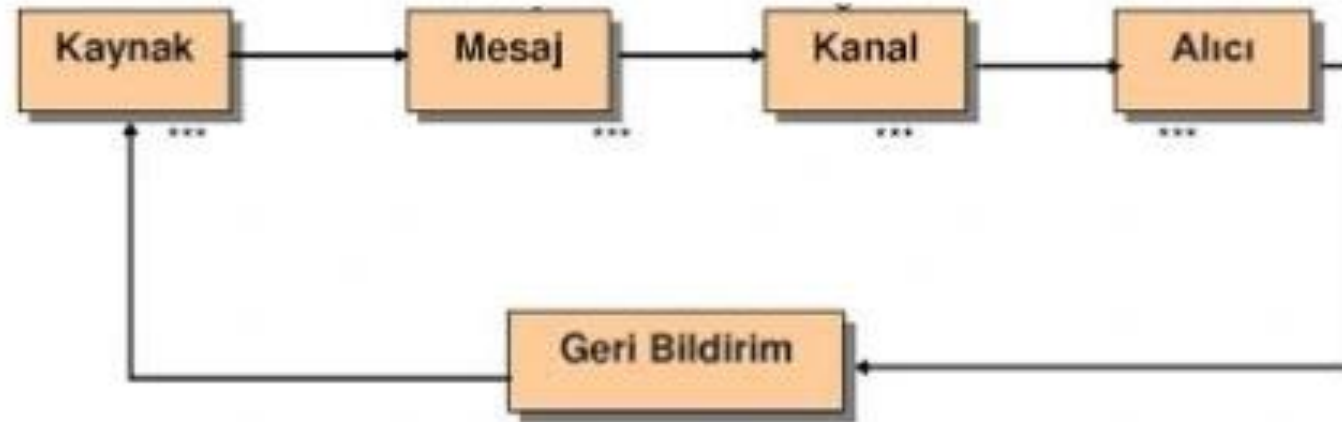 Kaynak
Mesaj
Kanal
Alıcı
***
***
***
***
Geri Bildirim